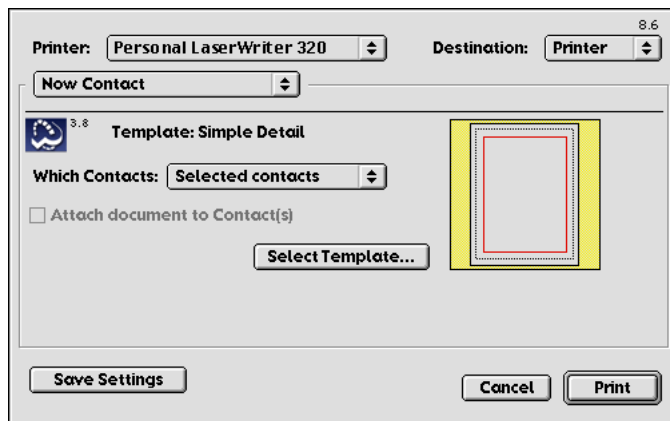 8.6
Printer: Personal LaserWriter 320 Destination: Printer
Now Contact
3.8 Template: Simple Detail
Which Contacts: Selected contacts
Attach document to Contact(s)
Select Template...
Save Settings Cancel Print